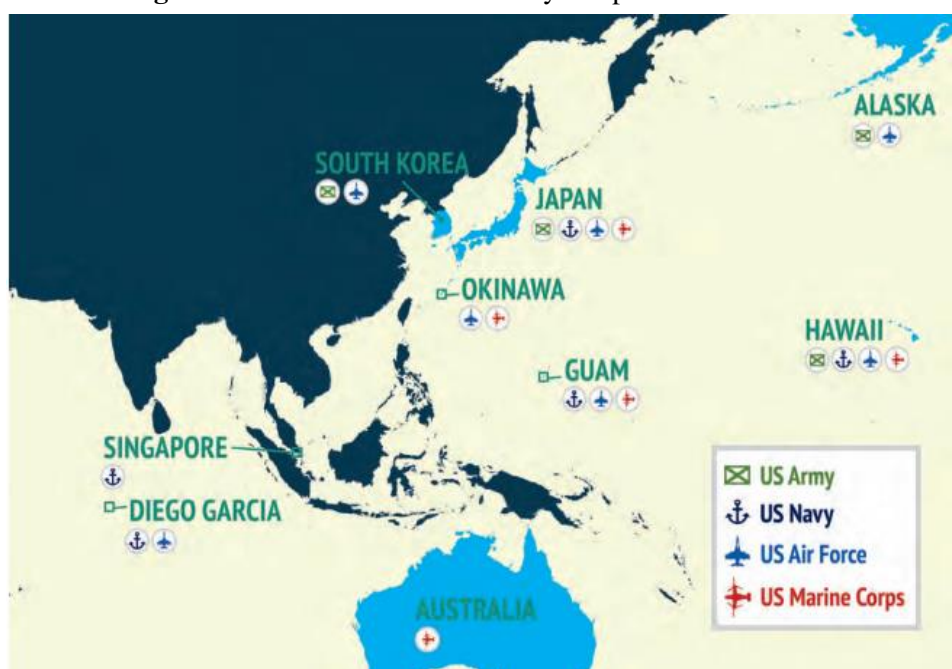 ALASKA
SOUTH KOREA
JAPAN
OKINAWA
HAWAII
GUAM
SINGAPORE
DIEGO GARCIA
US Army
US Navy
US Air Force
US Marine Corps
AUSTRALIA